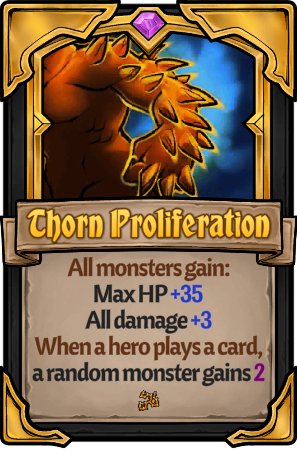 Thorn Proliferation
All monsters gain:
Max HP +35
All damage +3
When a hero plays a card,
a random monster gains 2